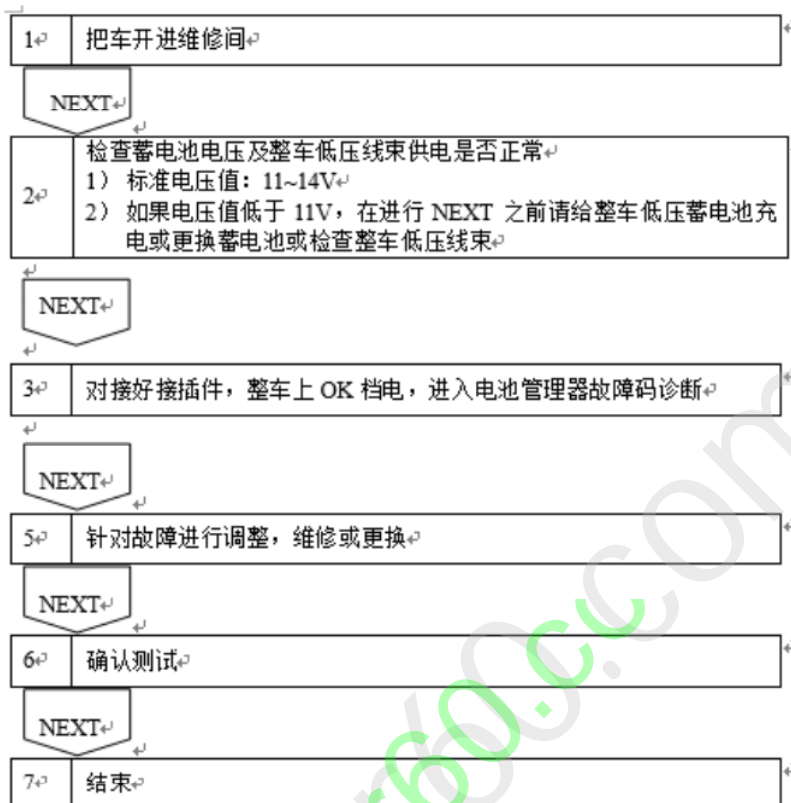 1 把车开进维修间
NEXT
检查蓄电池电压及整车低压线束供电是否正常
1） 标准电压值：11~14V
2 2） 如果电压值低于 11V，在进行 NEXT 之前请给整车低压蓄电池充
电或更换蓄电池或检查整车低压线束
NEXT
3 对接好接插件，整车上 OK 档电，进入电池管理器故障码诊断
NEXT
5 针对故障进行调整，维修或更换
NEXT
6 确认测试
NEXT
7 结束